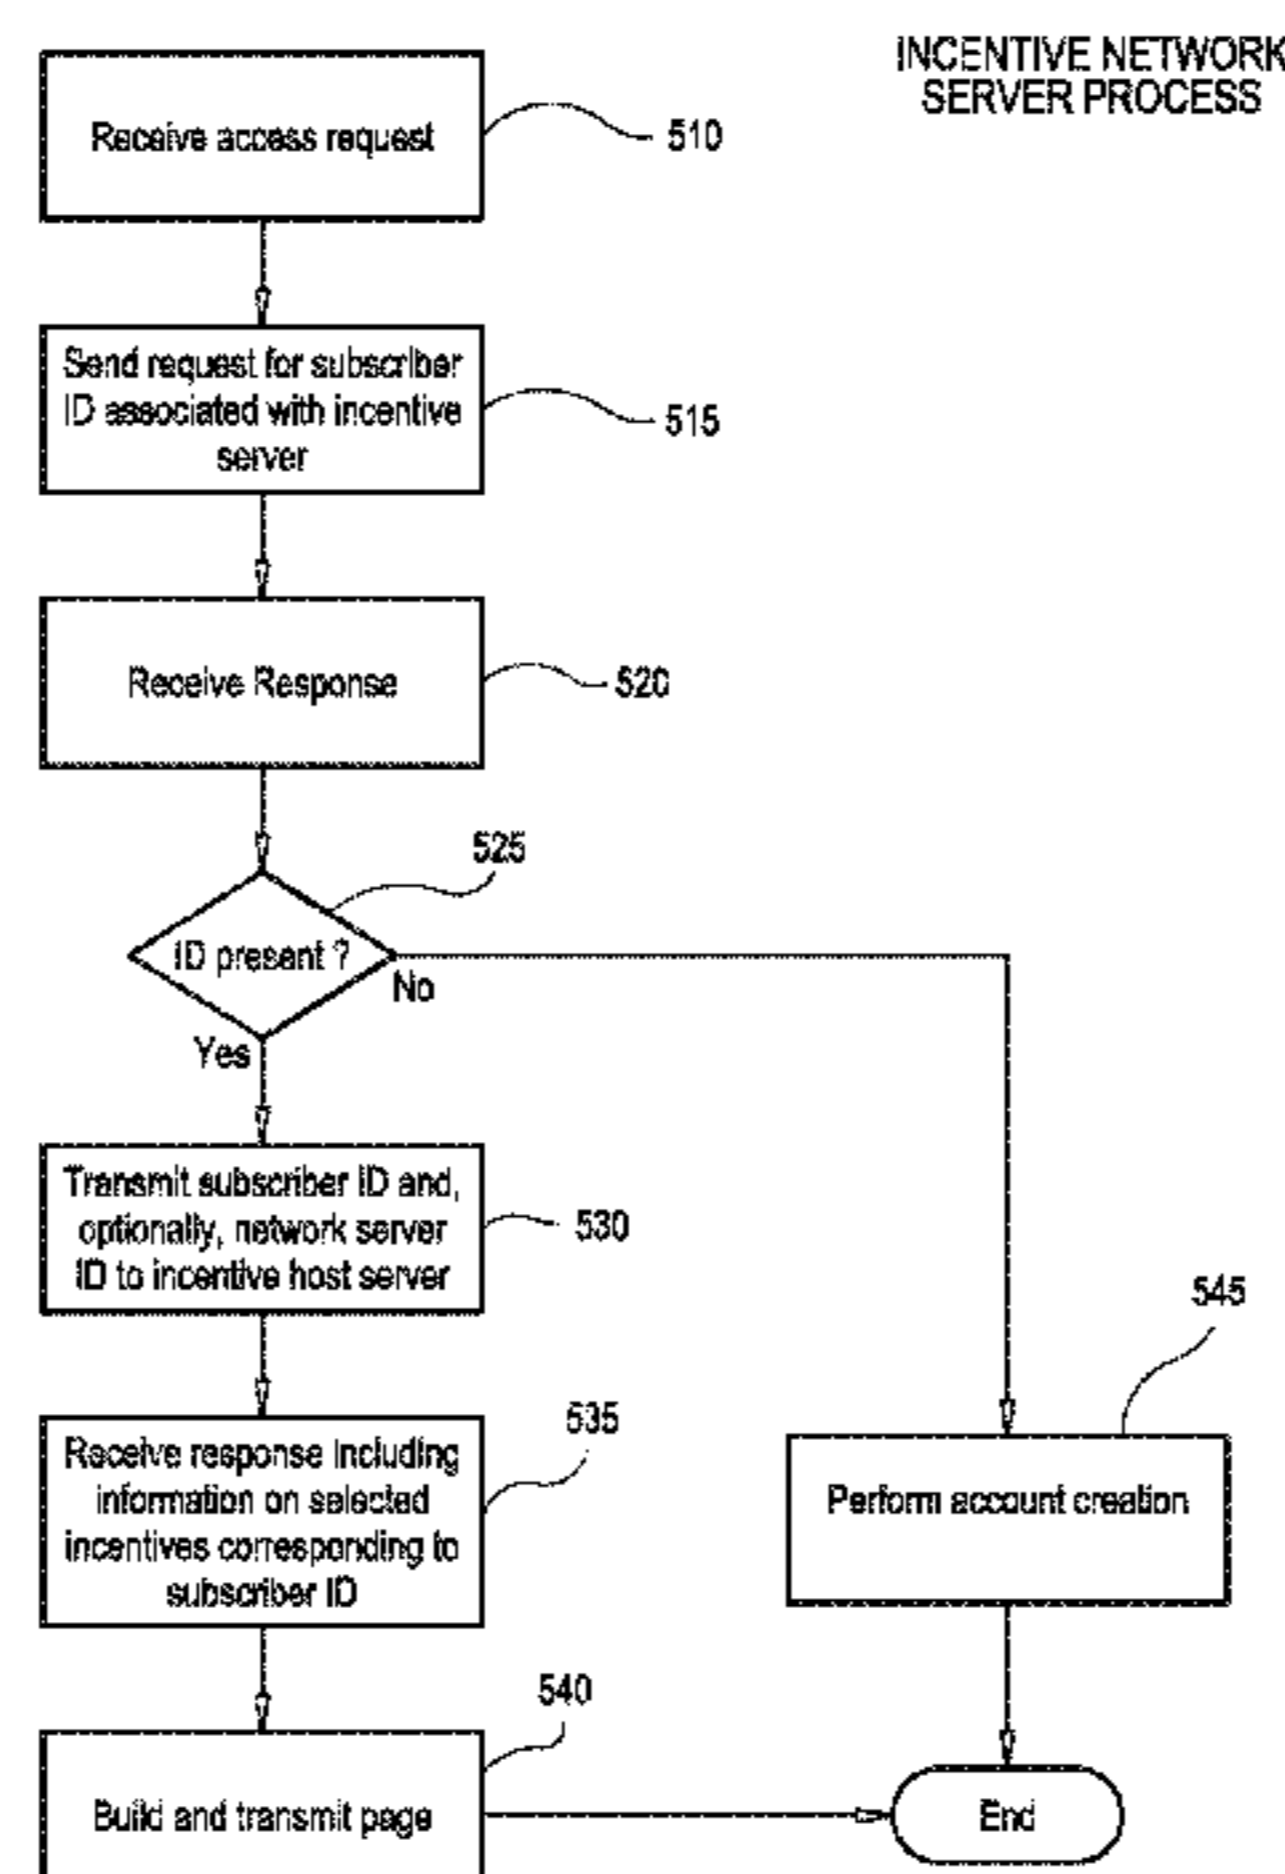 INCENTIVE NETWORK
SERVER PROCESS
Receive access request
510
Send request for subscriber
ID associated with incentive
server
515
Receive Response
520
525
ID present ?
No
Yes
Transmit subscriber ID and,
optionally, network server
ID to incentive host server
530
545
535
Receive response including
information on selected
incentives corresponding to
subscriber ID
Perform account creation
540
Build and transmit page
End